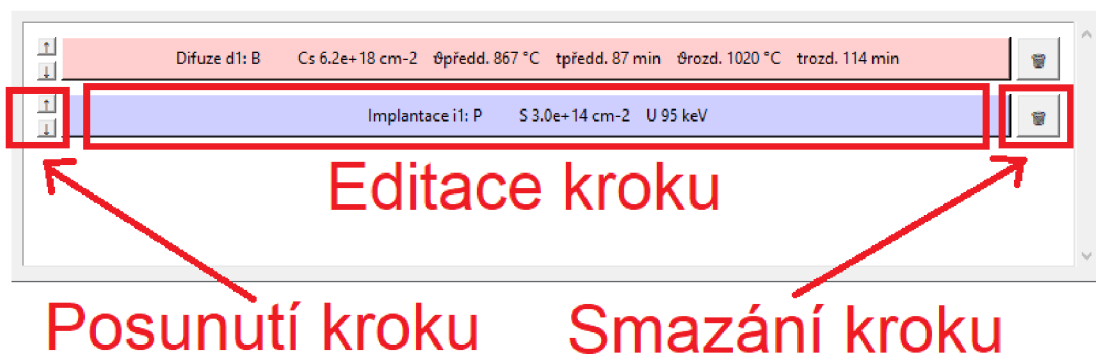 Difuze d1: B Cs 6.2e+18 cm-2 ϑpředd. 867 °C tpředd. 87 min ϑrozd. 1020 °C trozd. 114 min
Implantace i1: P S 3.0e+14 cm-2 U 95 keV
Editace kroku
Posunutí kroku Smazání kroku